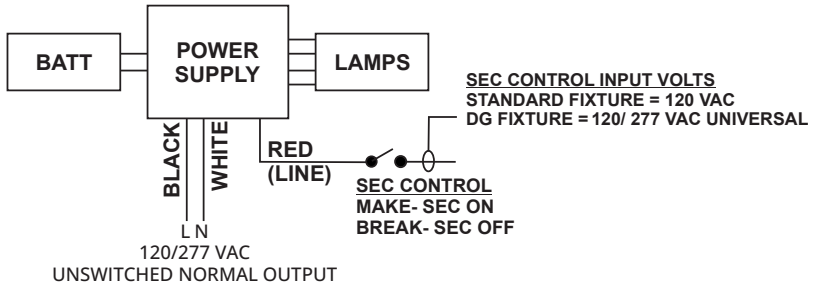 BATT
POWER
SUPPLY
LAMPS
SEC CONTROL INPUT VOLTS
STANDARD FIXTURE = 120 VAC
DG FIXTURE = 120/ 277 VAC UNIVERSAL
BLACK
WHITE
RED
(LINE)
SEC CONTROL
MAKE- SEC ON
BREAK- SEC OFF
L N
120/277 VAC
UNSWITCHED NORMAL OUTPUT